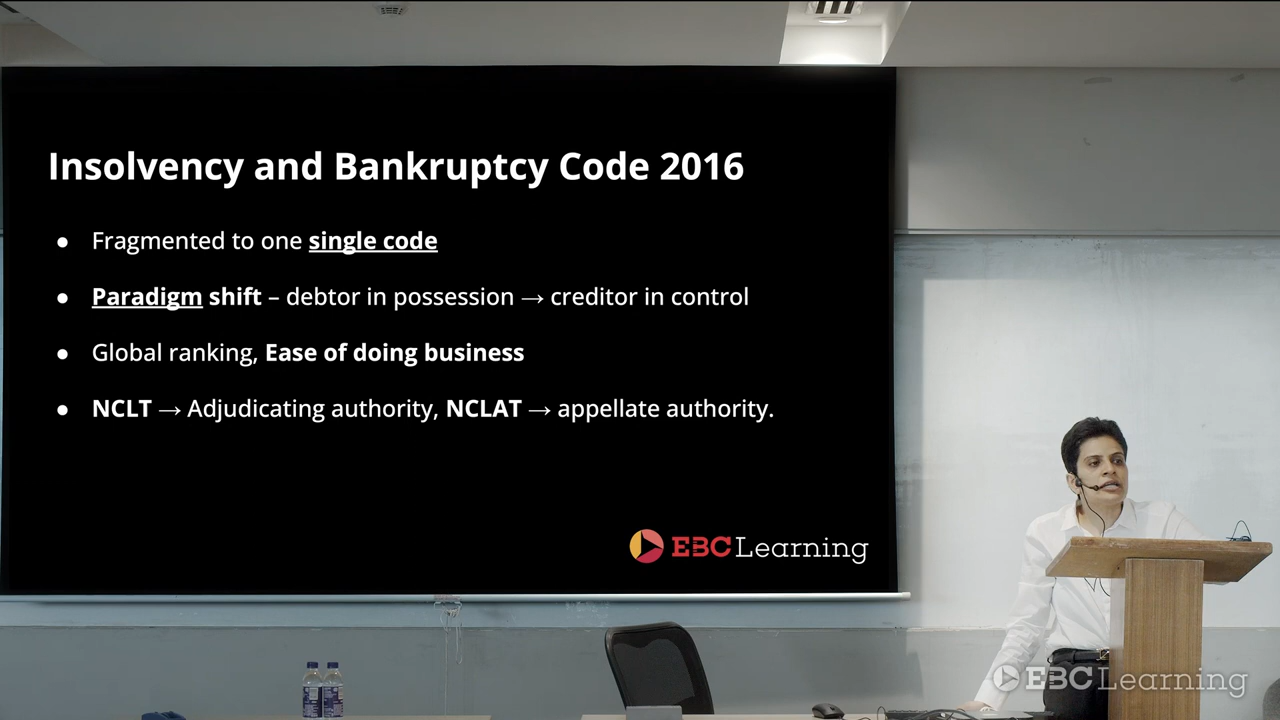 Insolvency and Bankruptcy Code 2016
● Fragmented to one single code
● Paradigm shift – debtor in possession → creditor in control
● Global ranking, Ease of doing business
● NCLT → Adjudicating authority, NCLAT → appellate authority.
EBC Learning
EBC Learning